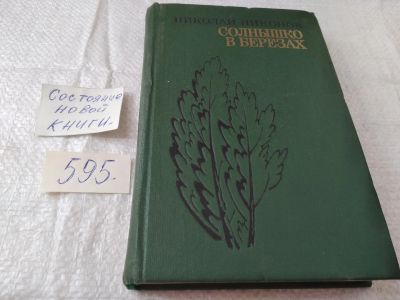 НИКОЛАЙ НИКОНОВ
СОЛНЫШКО
В БЕРЕЗАХ
Состояние
новой
книги.
595.